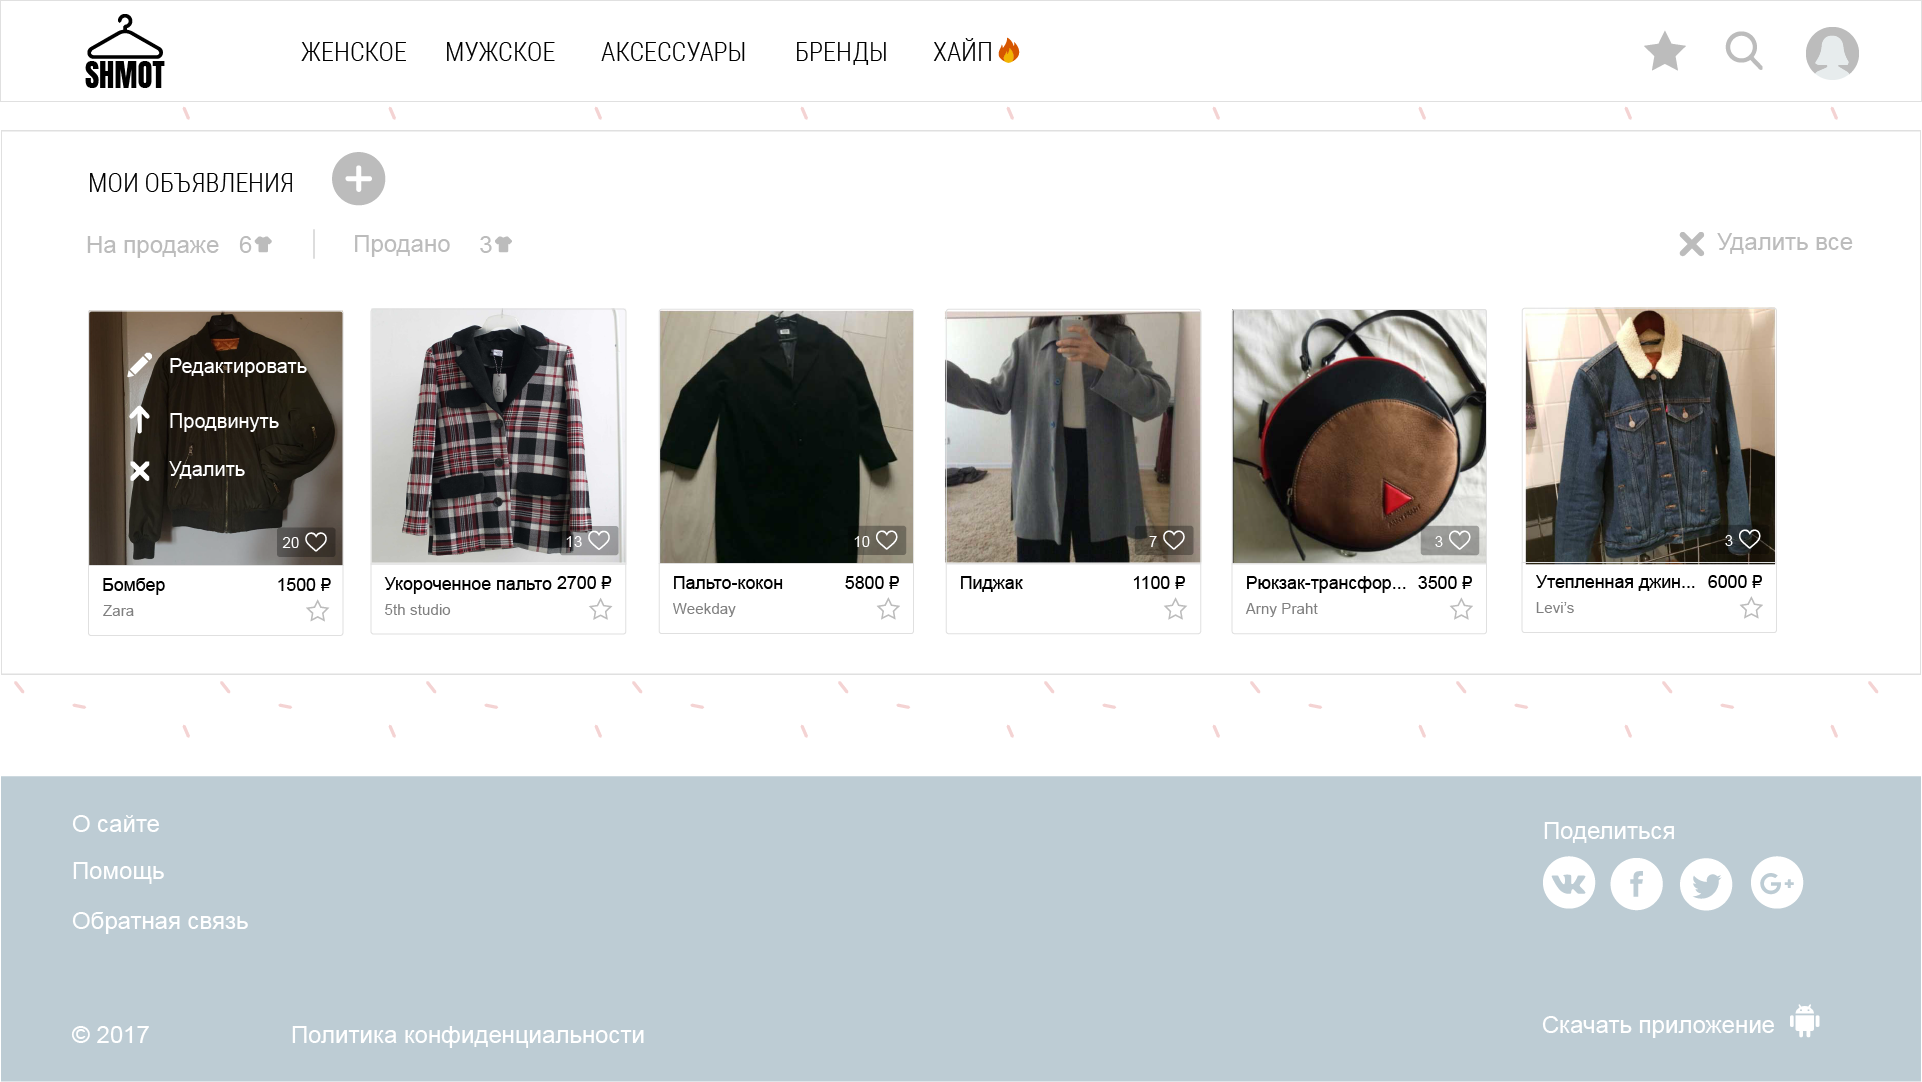 SHMOT
ЖЕНСКОЕ МУЖСКОЕ АКСЕССУАРЫ БРЕНДЫ ХАЙП
МОИ ОБЪЯВЛЕНИЯ
На продаже 6 Продано 3 Удалить все
Редактировать
Продвинуть
Удалить
20
Бомбер 1500 ₽
Zara
13
Укороченное пальто 2700 ₽
5th studio
10
Пальто-кокон 5800 ₽
Weekday
7
Пиджак 1100 ₽
3
Рюкзак-трансфор... 3500 ₽
Arny Praht
3
Утепленная джин... 6000 ₽
Levi's
О сайте
Помощь
Обратная связь
Поделиться
© 2017 Политика конфиденциальности
Скачать приложение